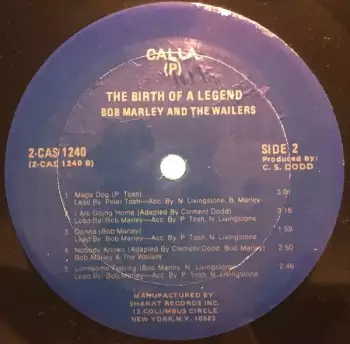 CALLA
(P)
THE BIRTH OF A LEGEND
BOB MARLEY AND THE WAILERS
2-CAS 1240
(2-CAS 1240 B)
SIDE 2
Produced By:
C. S. DODD
1 Maga Dog (P. Tosh) 3:01
Lead By: Peter Tosh—Acc By: N. Livingstone, B. Marley
2 I Am Going Home (Adapted By Clement Dodd) 3:16
Lead By: Bob Marley—Acc By: P. Tosh, N. Livingstone
3 Donna (Bob Marley) 1:59
Lead By: Bob Marley—Acc By: P. Tosh, N. Livingstone
4 Nobody Knows (Adapted By Clement Dodd, Bob Marley) 2:50
Bob Marley & The Wailers
5 Lonesome Feeling (Bob Marley, N. Livingstone) 2:46
Lead By: Bob Marley—Acc By: P. Tosh, N. Livingstone
MANUFACTURED BY
SHAKAT RECORDS INC.
13 COLUMBUS CIRCLE
NEW YORK, N.Y. 10023